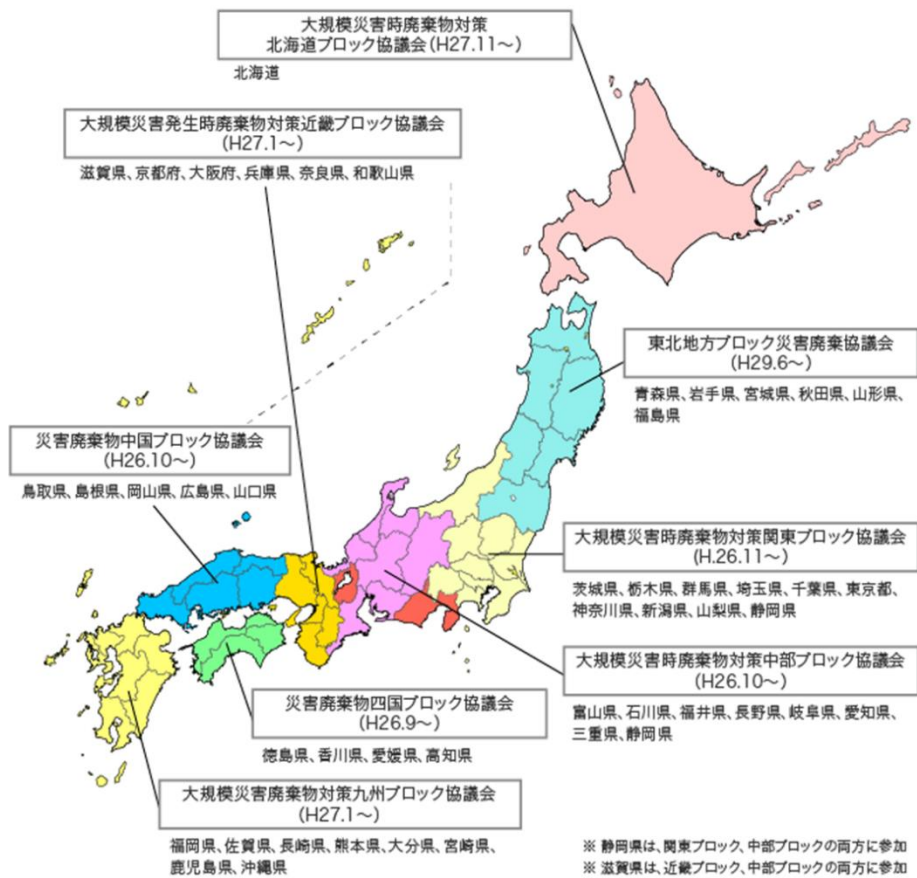 大規模災害時廃棄物対策
北海道ブロック協議会(H27.11～)
北海道
大規模災害発生時廃棄物対策近畿ブロック協議会
(H27.1～)
滋賀県、京都府、大阪府、兵庫県、奈良県、和歌山県
東北地方ブロック災害廃棄協議会
(H29.6～)
青森県、岩手県、宮城県、秋田県、山形県、
福島県
災害廃棄物中国ブロック協議会
(H26.10～)
鳥取県、島根県、岡山県、広島県、山口県
大規模災害時廃棄物対策関東ブロック協議会
(H.26.11～)
茨城県、栃木県、群馬県、埼玉県、千葉県、東京都、
神奈川県、新潟県、山梨県、静岡県
大規模災害時廃棄物対策中部ブロック協議会
(H26.10～)
富山県、石川県、福井県、長野県、岐阜県、愛知県、
三重県、静岡県
災害廃棄物四国ブロック協議会
(H26.9～)
徳島県、香川県、愛媛県、高知県
大規模災害廃棄物対策九州ブロック協議会
(H27.1～)
福岡県、佐賀県、長崎県、熊本県、大分県、宮崎県、
鹿児島県、沖縄県
※ 静岡県は、関東ブロック、中部ブロックの両方に参加
※ 滋賀県は、近畿ブロック、中部ブロックの両方に参加